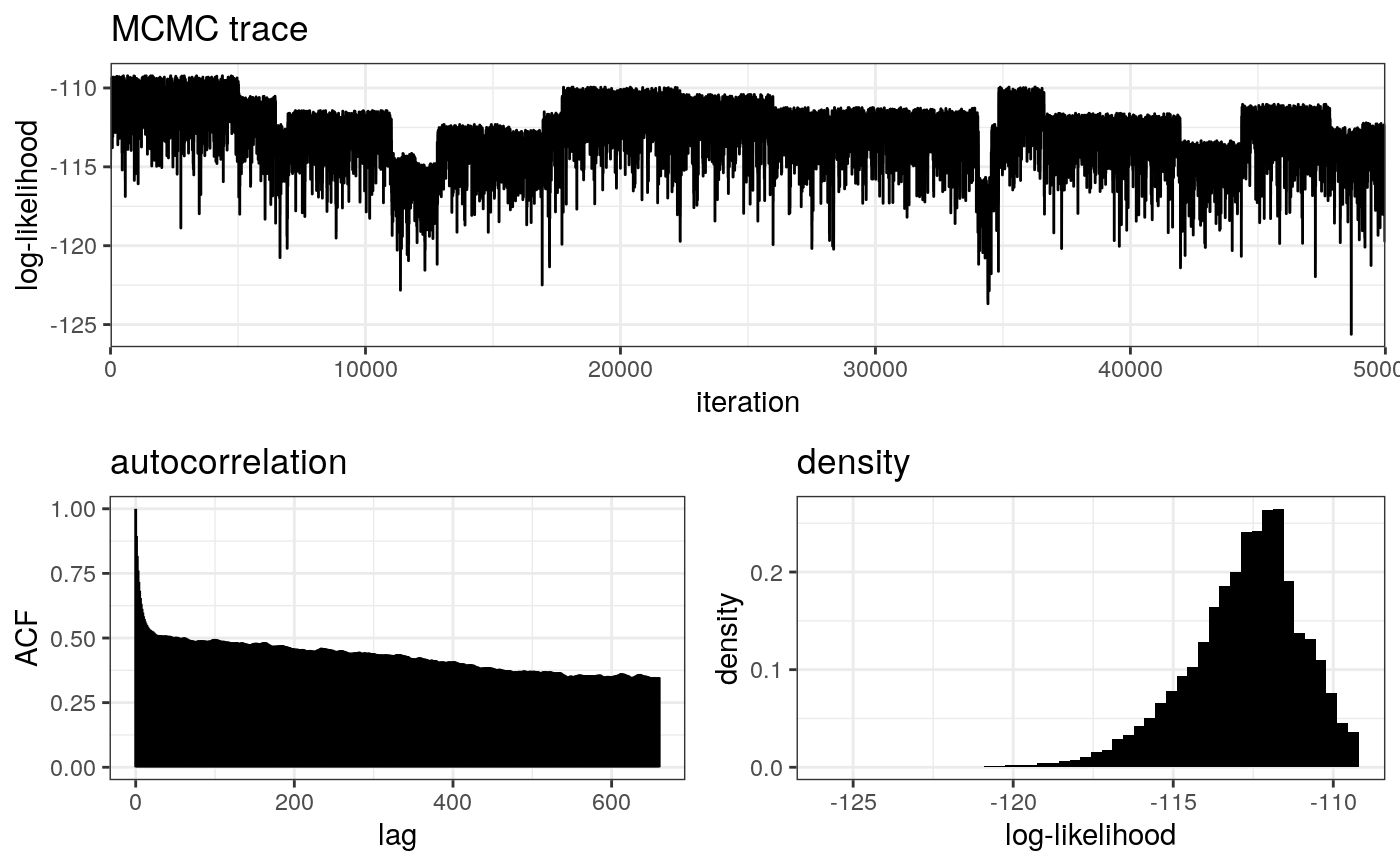 MCMC trace
log-likelihood
-110
-115
-120
-125
0 10000 20000 30000 40000 5000
iteration
autocorrelation
ACF
1.00
0.75
0.50
0.25
0.00
0 200 400 600
lag
density
density
0.2
0.1
0.0
-125 -120 -115 -110
log-likelihood